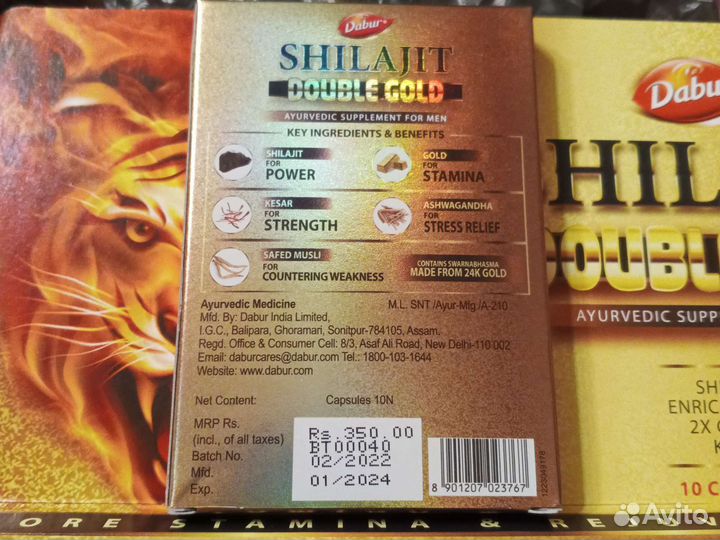 Dabur
SHILAJIT
DOUBLE GOLD
AYURVEDIC SUPPLEMENT FOR MEN
KEY INGREDIENTS & BENEFITS
SHILAJIT
FOR
POWER
GOLD
FOR
STAMINA
KESAR
FOR
STRENGTH
ASHWAGANDHA
FOR
STRESS RELIEF
SAFED MUSLI
FOR
COUNTERING WEAKNESS
CONTAINS SWARNABHASMA
MADE FROM 24K GOLD
Ayurvedic Medicine
M.L. SNT /Ayur-Mfg /A-210
Mfd. By: Dabur India Limited,
I.G.C., Balipara, Ghoramari, Sonitpur-784105, Assam.
Regd. Office & Consumer Cell: 8/3, Asaf Ali Road, New Delhi-110 002
Email: daburcares@dabur.com Tel.: 1800-103-1644
Website: www.dabur.com
Net Content: Capsules 10N
MRP Rs.
(incl., of all taxes)
Batch No.
Mfd.
Exp.
Rs.350.00
BT00040
02/2022
01/2024
8 901207 023767
1223049178
Dabur
HIL
DOUBLE
AYURVEDIC SUPP
SH
ENRIC
2X
K
10 C
ORE STAMINA & RE
Avito